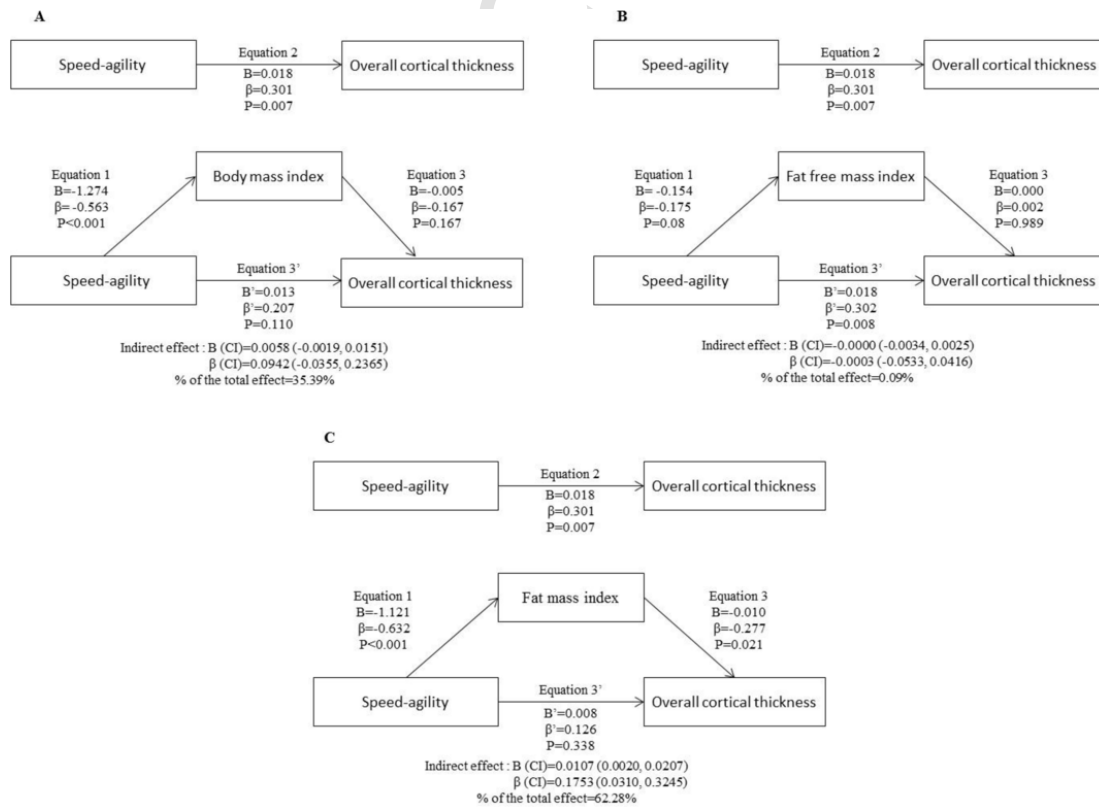 A
Equation 2
Speed-agility
Overall cortical thickness
B=0.018
β=0.301
P=0.007
Equation 1
B=-1.274
β=-0.563
P<0.001
Body mass index
Equation 3
B=-0.005
β=-0.167
P=0.167
Speed-agility
Equation 3’
Overall cortical thickness
B’=0.013
β’=0.207
P=0.110
Indirect effect : B (CI)=0.0058 (-0.0019, 0.0151)
β (CI)=0.0942 (-0.0355, 0.2365)
% of the total effect=35.39%
B
Equation 2
Speed-agility
Overall cortical thickness
B=0.018
β=0.301
P=0.007
Equation 1
B= -0.154
β=-0.175
P=0.08
Fat free mass index
Equation 3
B=0.000
β=0.002
P=0.989
Speed-agility
Equation 3’
Overall cortical thickness
B’=0.018
β’=0.302
P=0.008
Indirect effect : B (CI)=-0.0000 (-0.0034, 0.0025)
β (CI)=-0.0003 (-0.0533, 0.0416)
% of the total effect=0.09%
C
Equation 2
Speed-agility
Overall cortical thickness
B=0.018
β=0.301
P=0.007
Equation 1
B=-1.121
β=-0.632
P<0.001
Fat mass index
Equation 3
B=-0.010
β=-0.277
P=0.021
Speed-agility
Equation 3’
Overall cortical thickness
B’=0.008
β’=0.126
P=0.338
Indirect effect : B (CI)=0.0107 (0.0020, 0.0207)
β (CI)=0.1753 (0.0310, 0.3245)
% of the total effect=62.28%